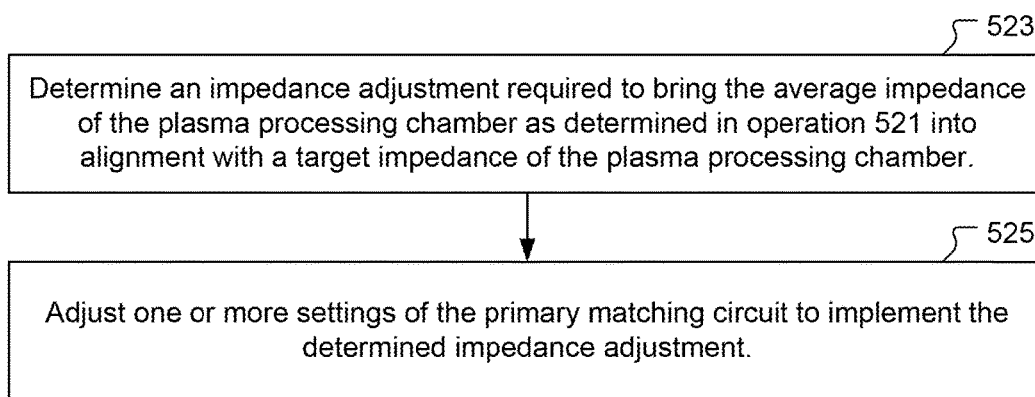 523
Determine an impedance adjustment required to bring the average impedance
of the plasma processing chamber as determined in operation 521 into
alignment with a target impedance of the plasma processing chamber.
525
Adjust one or more settings of the primary matching circuit to implement the
determined impedance adjustment.